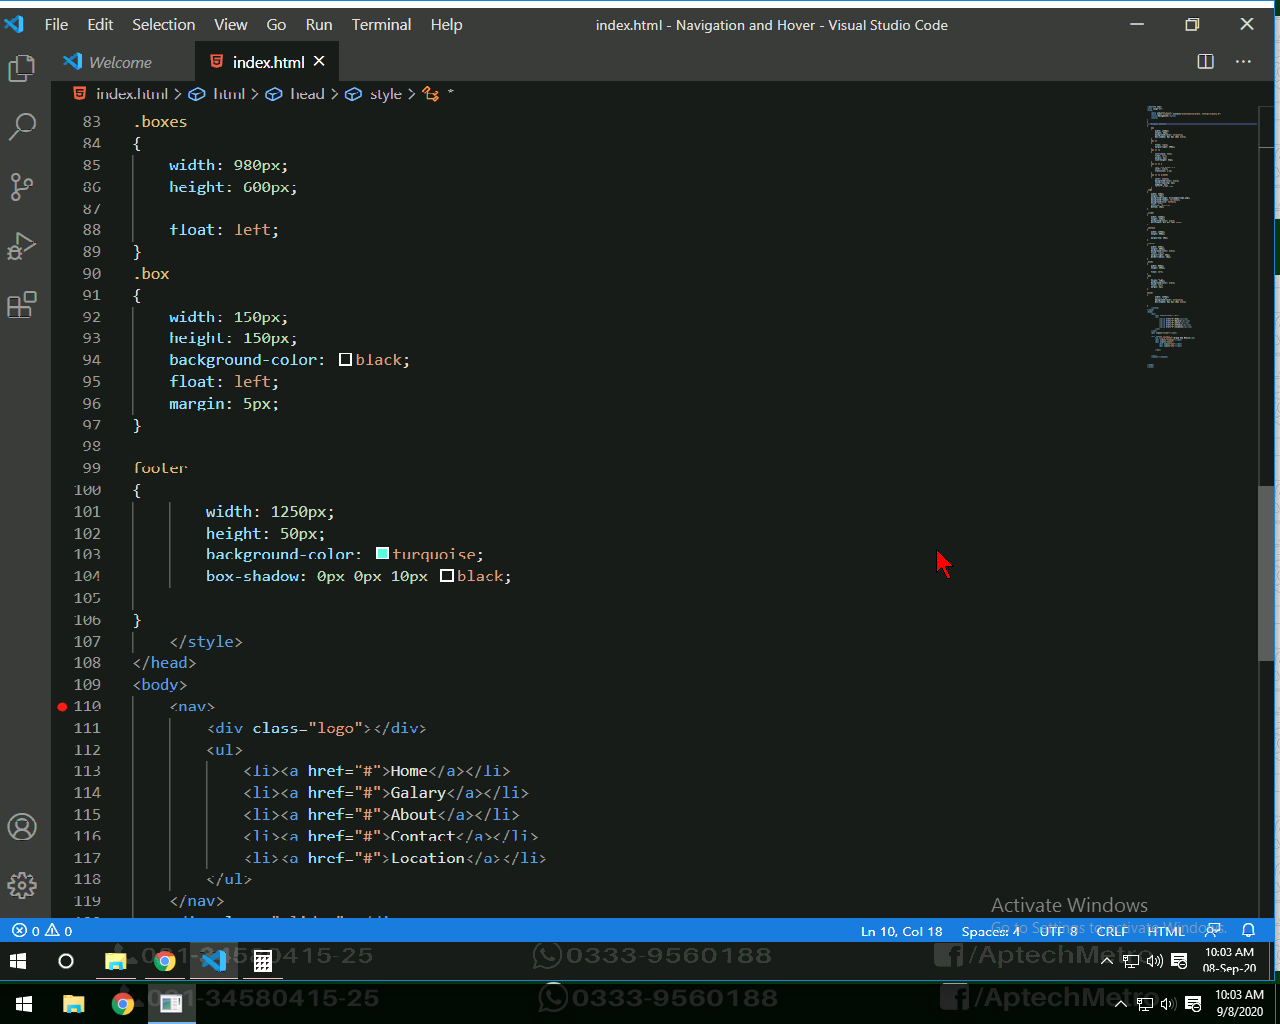 File Edit Selection View Go Run Terminal Help index.html - Navigation and Hover - Visual Studio Code
Welcome index.html
index.html > html > head > style > *
83 .boxes
84 {
85 width: 980px;
86 height: 600px;
87
88 float: left;
89 }
90 .box
91 {
92 width: 150px;
93 height: 150px;
94 background-color: black;
95 float: left;
96 margin: 5px;
97 }
98
99 footer
100 {
101 width: 1250px;
102 height: 50px;
103 background-color: turquoise;
104 box-shadow: 0px 0px 10px black;
105
106 }
107 </style>
108 </head>
109 <body>
110 <nav>
111 <div class="logo"></div>
112 <ul>
113 <li><a href="#">Home</a></li>
114 <li><a href="#">Galary</a></li>
115 <li><a href="#">About</a></li>
116 <li><a href="#">Contact</a></li>
117 <li><a href="#">Location</a></li>
118 </ul>
119 </nav>
Activate Windows
Go to Settings to activate Windows.
0 0 Ln 10, Col 18 Spaces: 4 UTF 8 CRLF HTML
021-34580415-25 0333-9560188 /AptechMetro 10:03 AM
08-Sep-20
021-34580415-25 0333-9560188 /AptechMetro 10:03 AM
9/8/2020